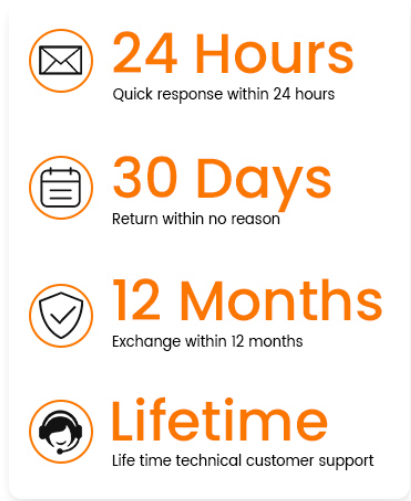 24 Hours
Quick response within 24 hours
30 Days
Return within no reason
12 Months
Exchange within 12 months
Lifetime
Life time technical customer support